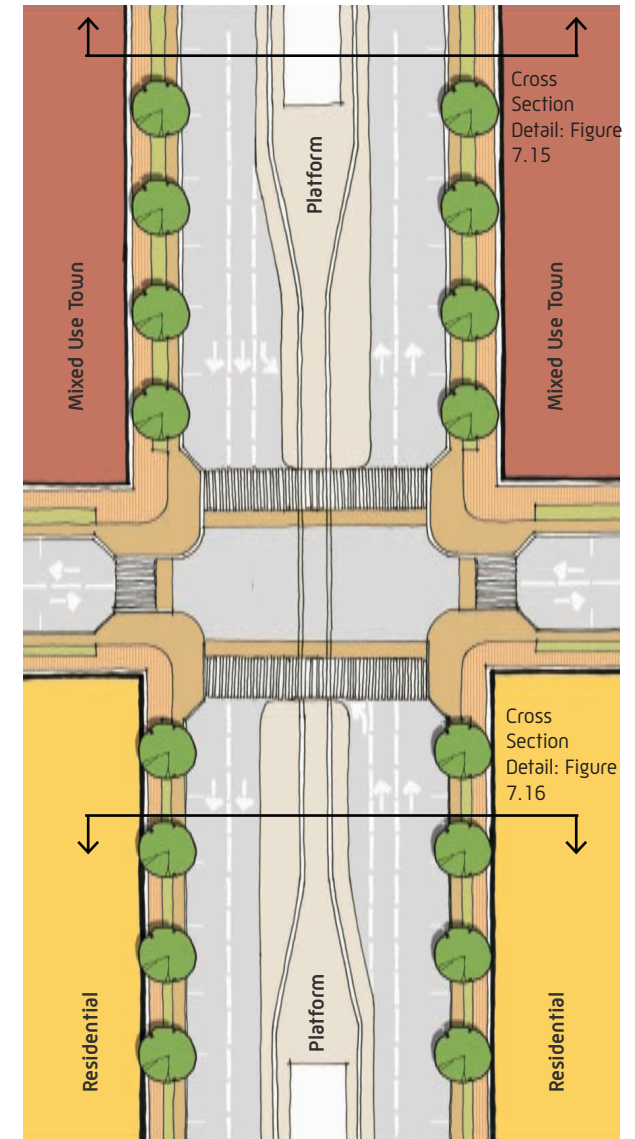 Cross
Section
Detail: Figure
7.15
Platform
Mixed Use Town
Mixed Use Town
Cross
Section
Detail: Figure
7.16
Residential
Platform
Residential